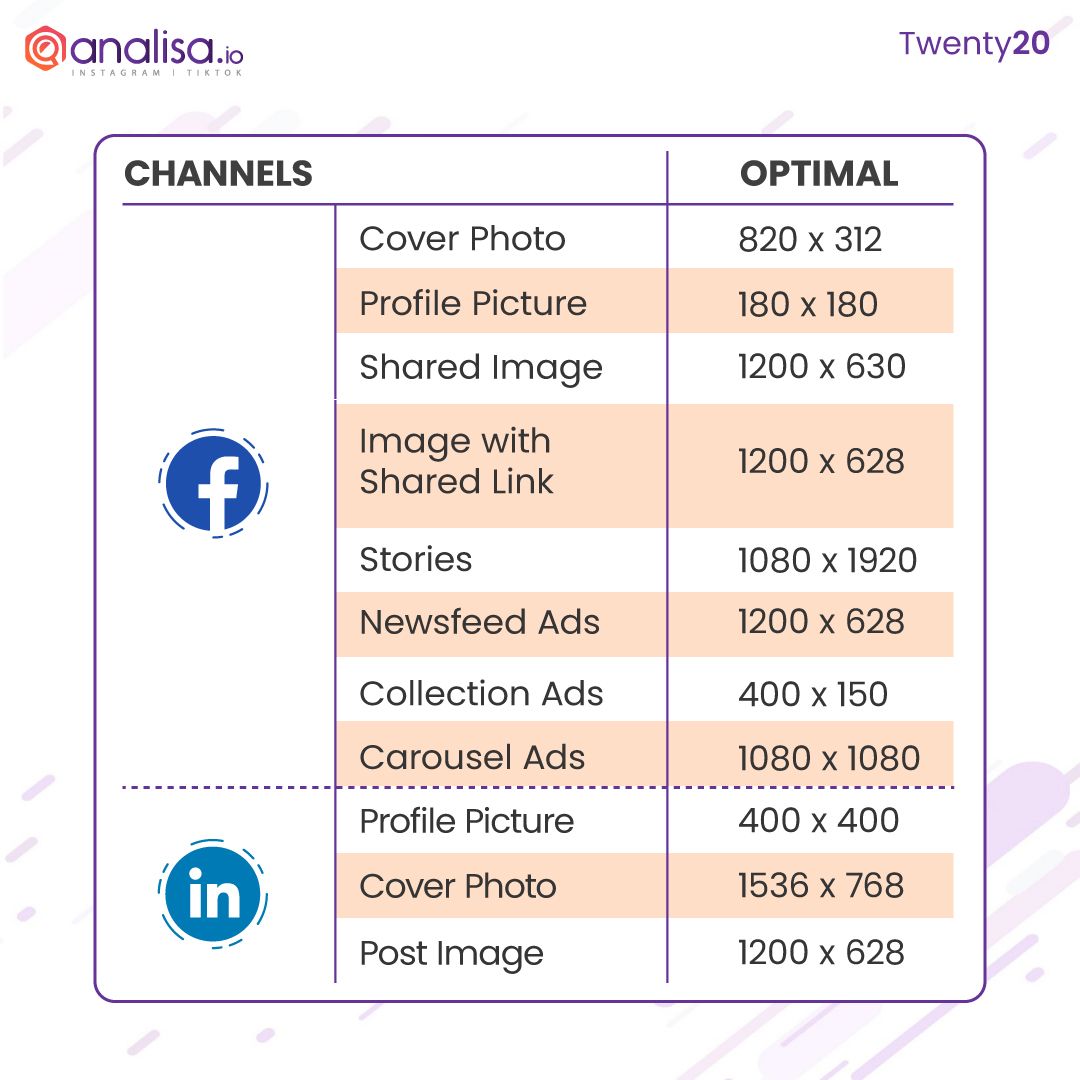 analisa.io
INSTAGRAM | TIKTOK
Twenty20
CHANNELS OPTIMAL
f
Cover Photo 820 x 312
Profile Picture 180 x 180
Shared Image 1200 x 630
Image with
Shared Link 1200 x 628
Stories 1080 x 1920
Newsfeed Ads 1200 x 628
Collection Ads 400 x 150
Carousel Ads 1080 x 1080
in
Profile Picture 400 x 400
Cover Photo 1536 x 768
Post Image 1200 x 628